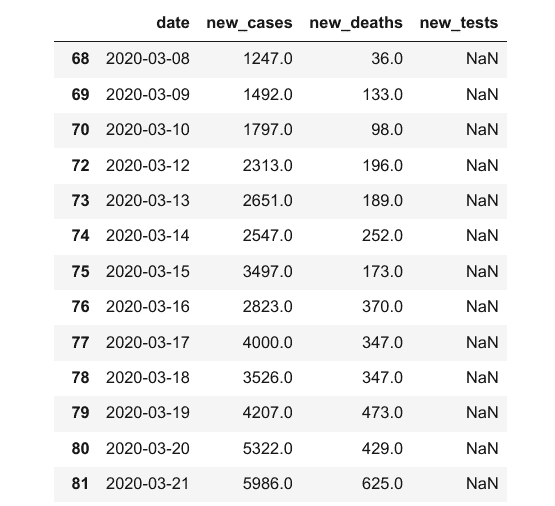 date new_cases new_deaths new_tests
68 2020-03-08 1247.0 36.0 NaN
69 2020-03-09 1492.0 133.0 NaN
70 2020-03-10 1797.0 98.0 NaN
72 2020-03-12 2313.0 196.0 NaN
73 2020-03-13 2651.0 189.0 NaN
74 2020-03-14 2547.0 252.0 NaN
75 2020-03-15 3497.0 173.0 NaN
76 2020-03-16 2823.0 370.0 NaN
77 2020-03-17 4000.0 347.0 NaN
78 2020-03-18 3526.0 347.0 NaN
79 2020-03-19 4207.0 473.0 NaN
80 2020-03-20 5322.0 429.0 NaN
81 2020-03-21 5986.0 625.0 NaN